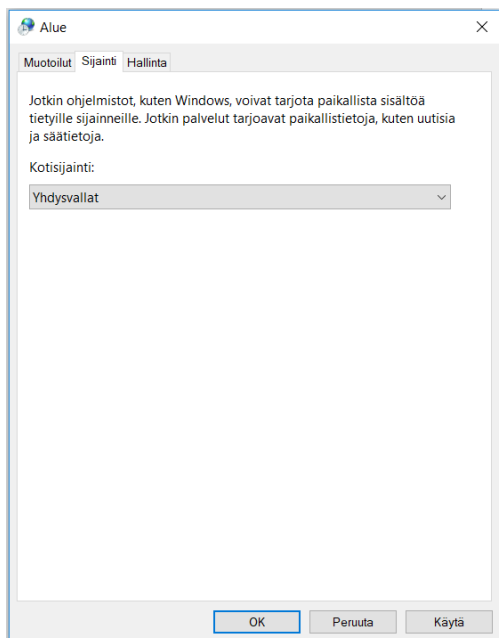 Alue
Muotoilut Sijainti Hallinta
Jotkin ohjelmistot, kuten Windows, voivat tarjota paikallista sisältöä
tietyille sijainneille. Jotkin palvelut tarjoavat paikallistietoja, kuten uutisia
ja säätietoja.
Kotisijainti:
Yhdysvallat
OK Peruuta Käytä